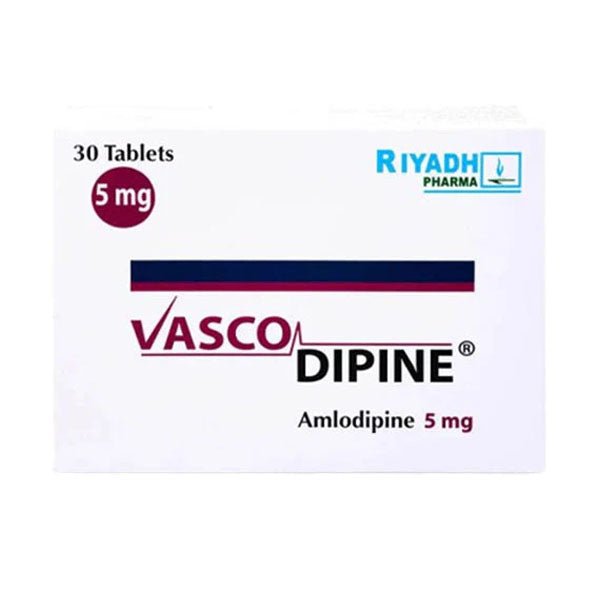 30 Tablets
5 mg
RIYADH
PHARMA
VASCO
DIPINE®
Amlodipine 5 mg